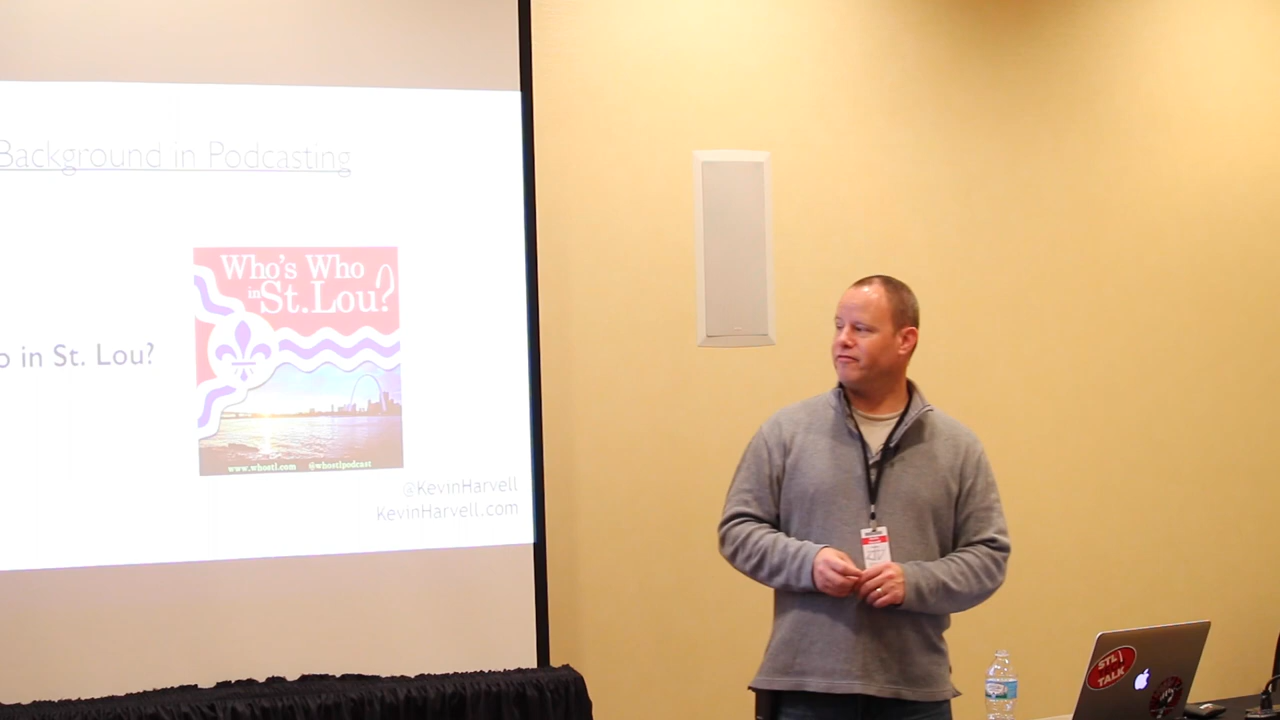 Background in Podcasting
Who's Who
in St. Lou?
o in St. Lou?
www.whostl.com @whostlpodcast
@KevinHarvell
KevinHarvell.com
STL
TALK